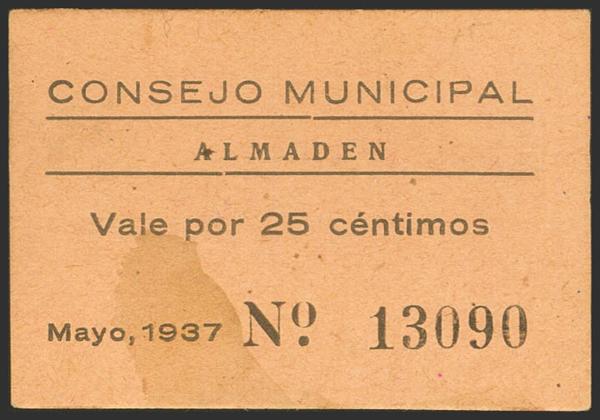 CONSEJO MUNICIPAL
ALMADEN
Vale por 25 céntimos
Mayo, 1937 Nº 13090